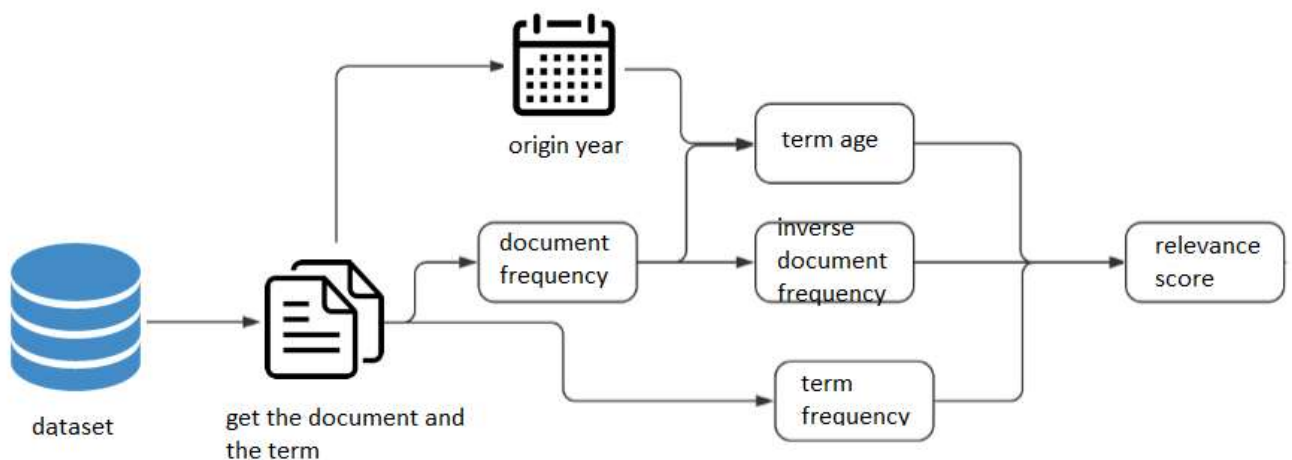 origin year
term age
document
frequency
inverse
document
frequency
relevance
score
term
frequency
dataset
get the document and
the term